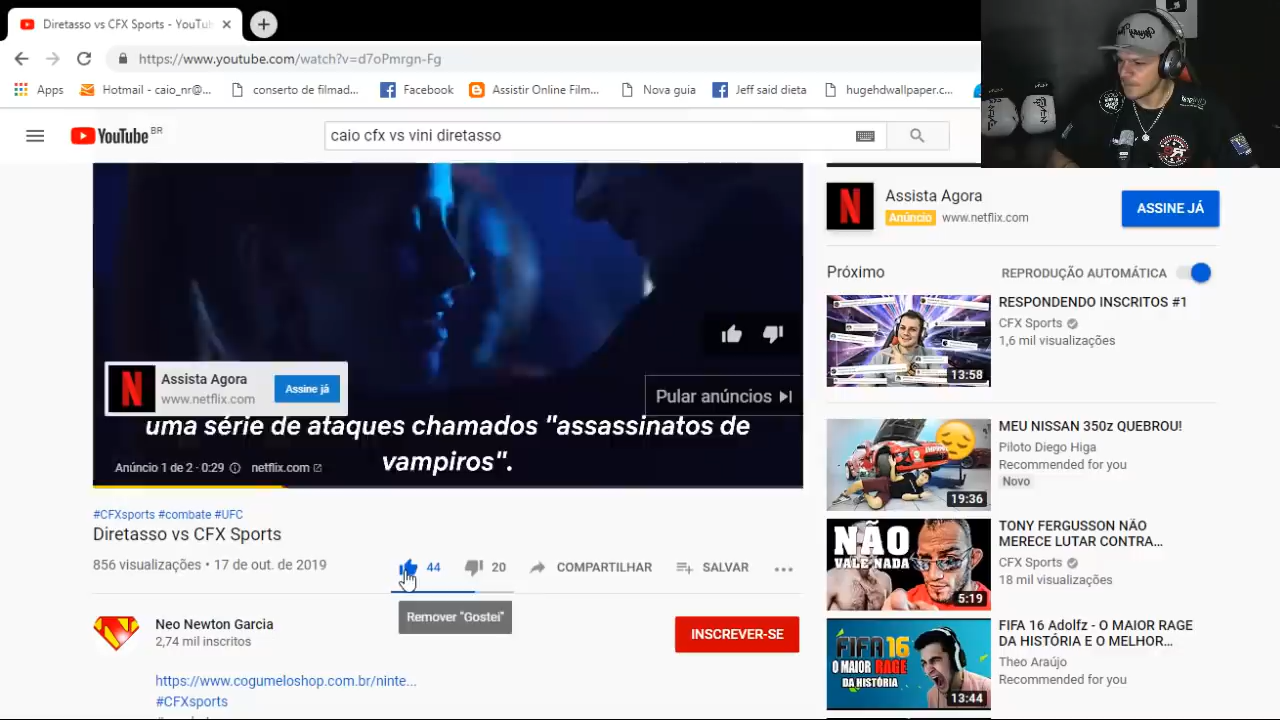 Diretasso vs CFX Sports - YouTu
https://www.youtube.com/watch?v=d7oPmrgn-Fg
Apps
Hotmail - caio_nr@...
conserto de filmad...
Facebook
Assistir Online Film...
Nova guia
Jeff said dieta
hugehdwallpaper.c...
YouTube BR
caio cfx vs vini diretasso
Assista Agora
www.netflix.com
Assine já
Pular anúncios
uma série de ataques chamados "assassinatos de
vampiros".
Anúncio 1 de 2 · 0:29
netflix.com
#CFXsports #combate #UFC
Diretasso vs CFX Sports
856 visualizações • 17 de out. de 2019
44
20
COMPARTILHAR
SALVAR
Remover "Gostei"
Neo Newton Garcia
2,74 mil inscritos
INSCREVER-SE
https://www.cogumeloshop.com.br/ninte...
#CFXsports
Assista Agora
Anúncio www.netflix.com
ASSINE JÁ
Próximo
REPRODUÇÃO AUTOMÁTICA
RESPONDENDO INSCRITOS #1
CFX Sports
1,6 mil visualizações
13:58
MEU NISSAN 350z QUEBROU!
Piloto Diego Higa
Recommended for you
Novo
19:36
NÃO
VALE NADA
5:19
TONY FERGUSSON NÃO
MERECE LUTAR CONTRA...
CFX Sports
18 mil visualizações
FIFA 16
O MAIOR
RAGE
DA HISTÓRIA
13:44
FIFA 16 Adolfz - O MAIOR RAGE
DA HISTÓRIA E O MELHOR...
Theo Araújo
Recommended for you